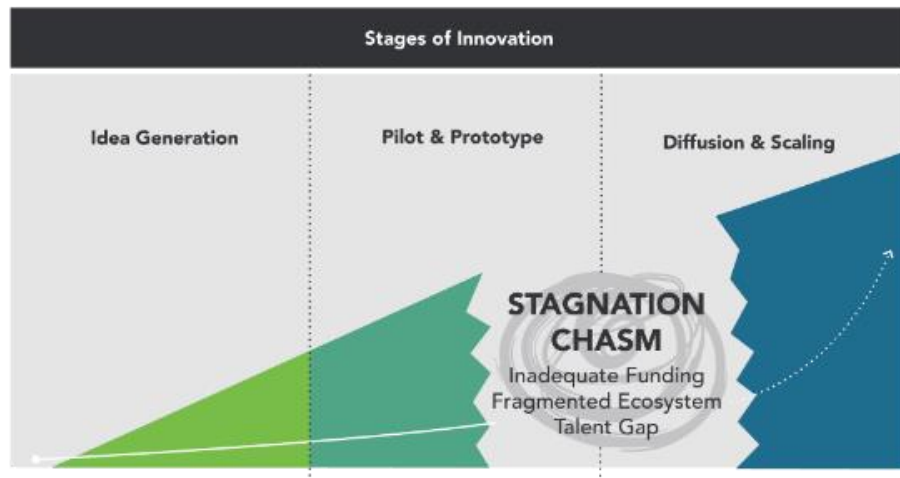 Stages of Innovation
Idea Generation
Pilot & Prototype
Diffusion & Scaling
STAGNATION
CHASM
Inadequate Funding
Fragmented Ecosystem
Talent Gap